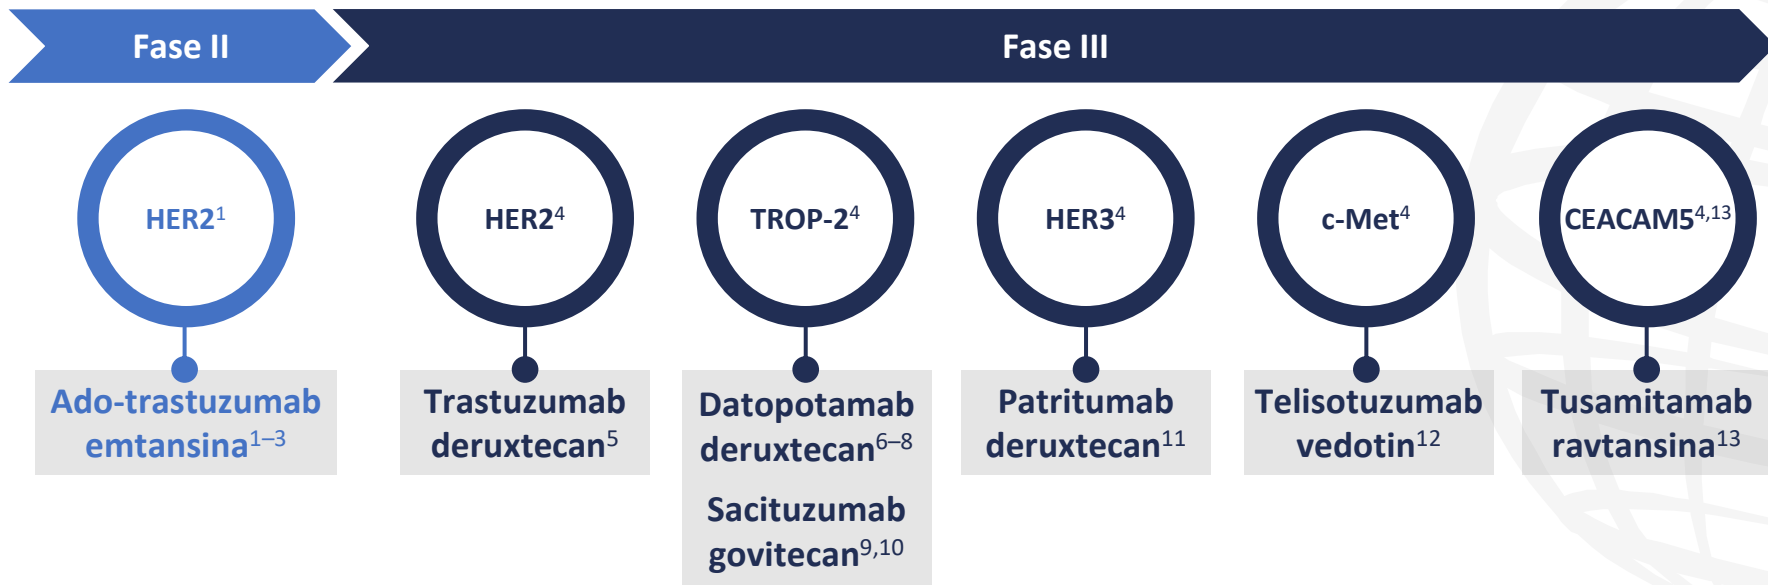 Fase II
Fase III
HER2¹
HER2⁴
TROP-2⁴
HER3⁴
c-Met⁴
CEACAM5⁴,¹³
Ado-trastuzumab
emtansina¹⁻³
Trastuzumab
deruxtecan⁵
Datopotamab
deruxtecan⁶⁻⁸
Sacituzumab
govitecan⁹,¹⁰
Patritumab
deruxtecan¹¹
Telisotuzumab
vedotin¹²
Tusamitamab
ravtansina¹³